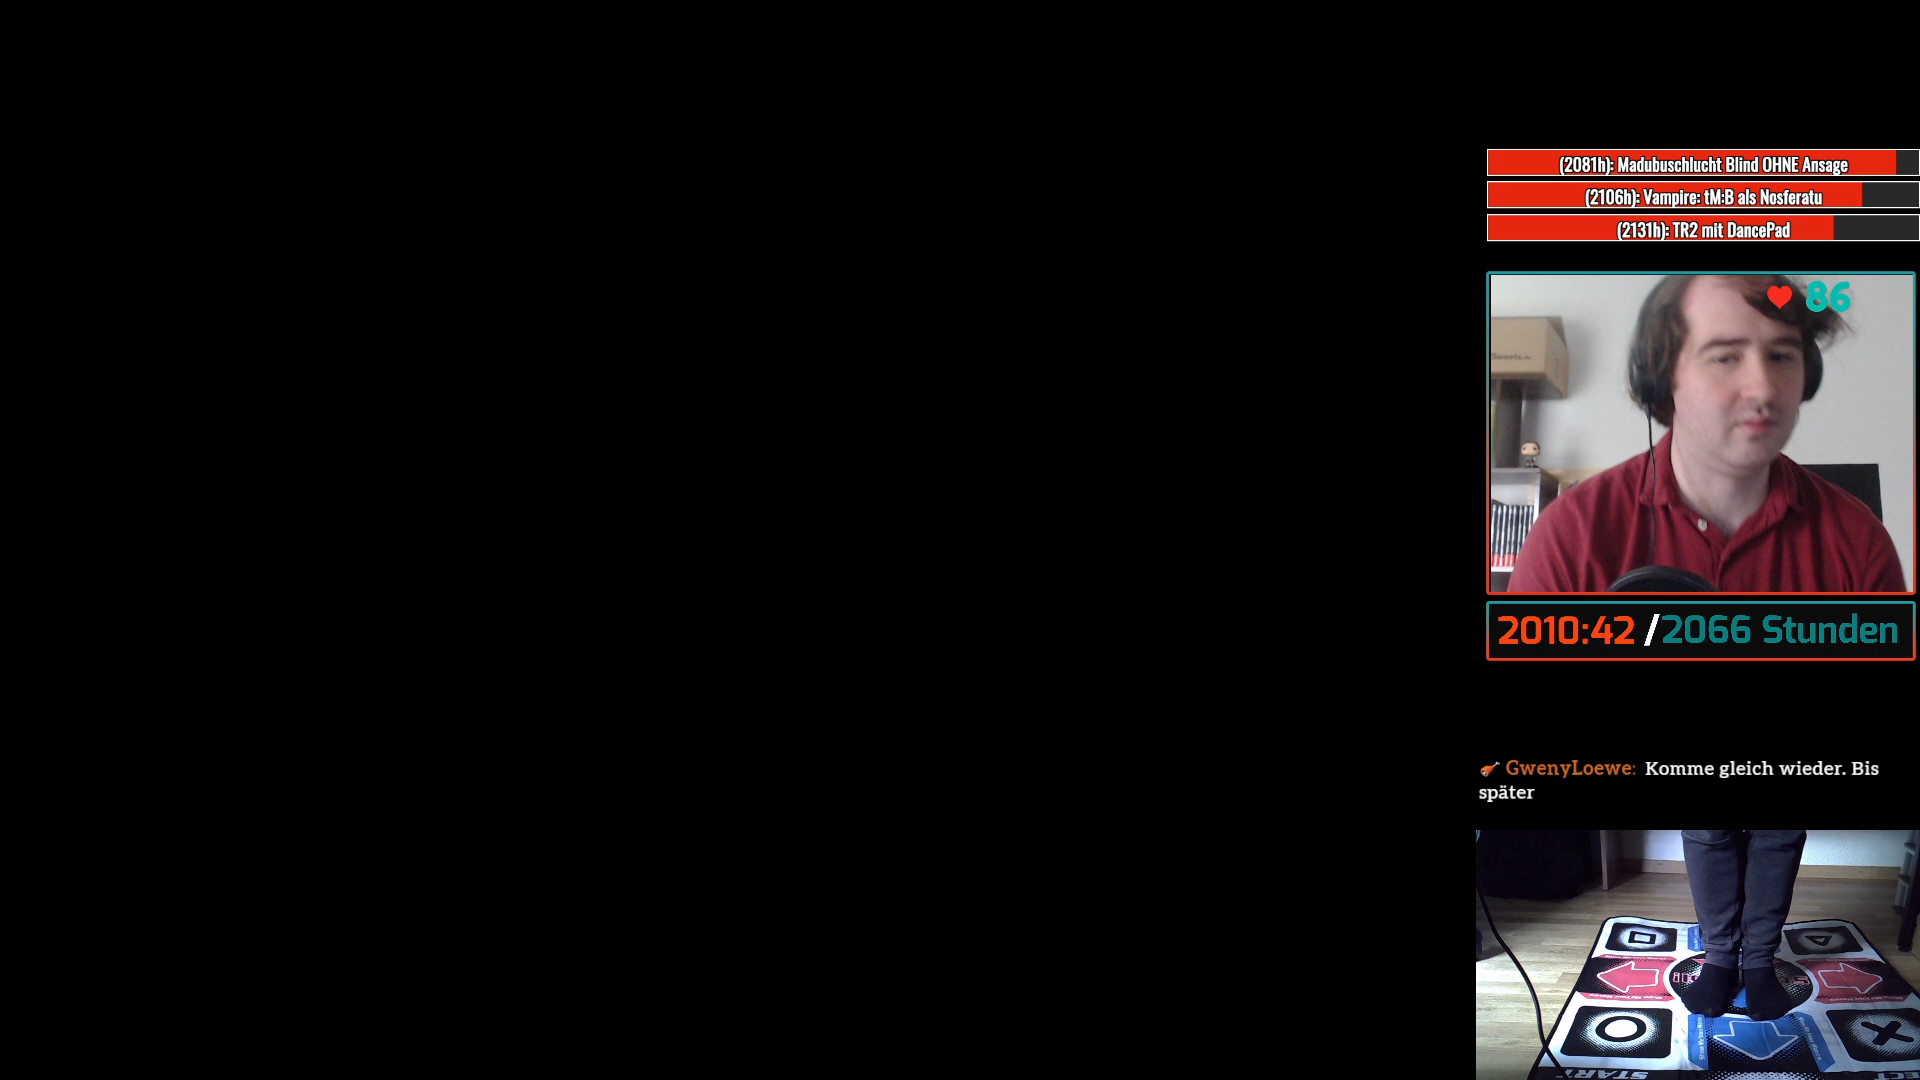 (2081h): Madubuschlucht Blind OHNE Ansage
(2106h): Vampire: tM:B als Nosferatu
(2131h): TR2 mit DancePad
86
2010:42 /2066 Stunden
GwenyLoewe: Komme gleich wieder. Bis
später
START